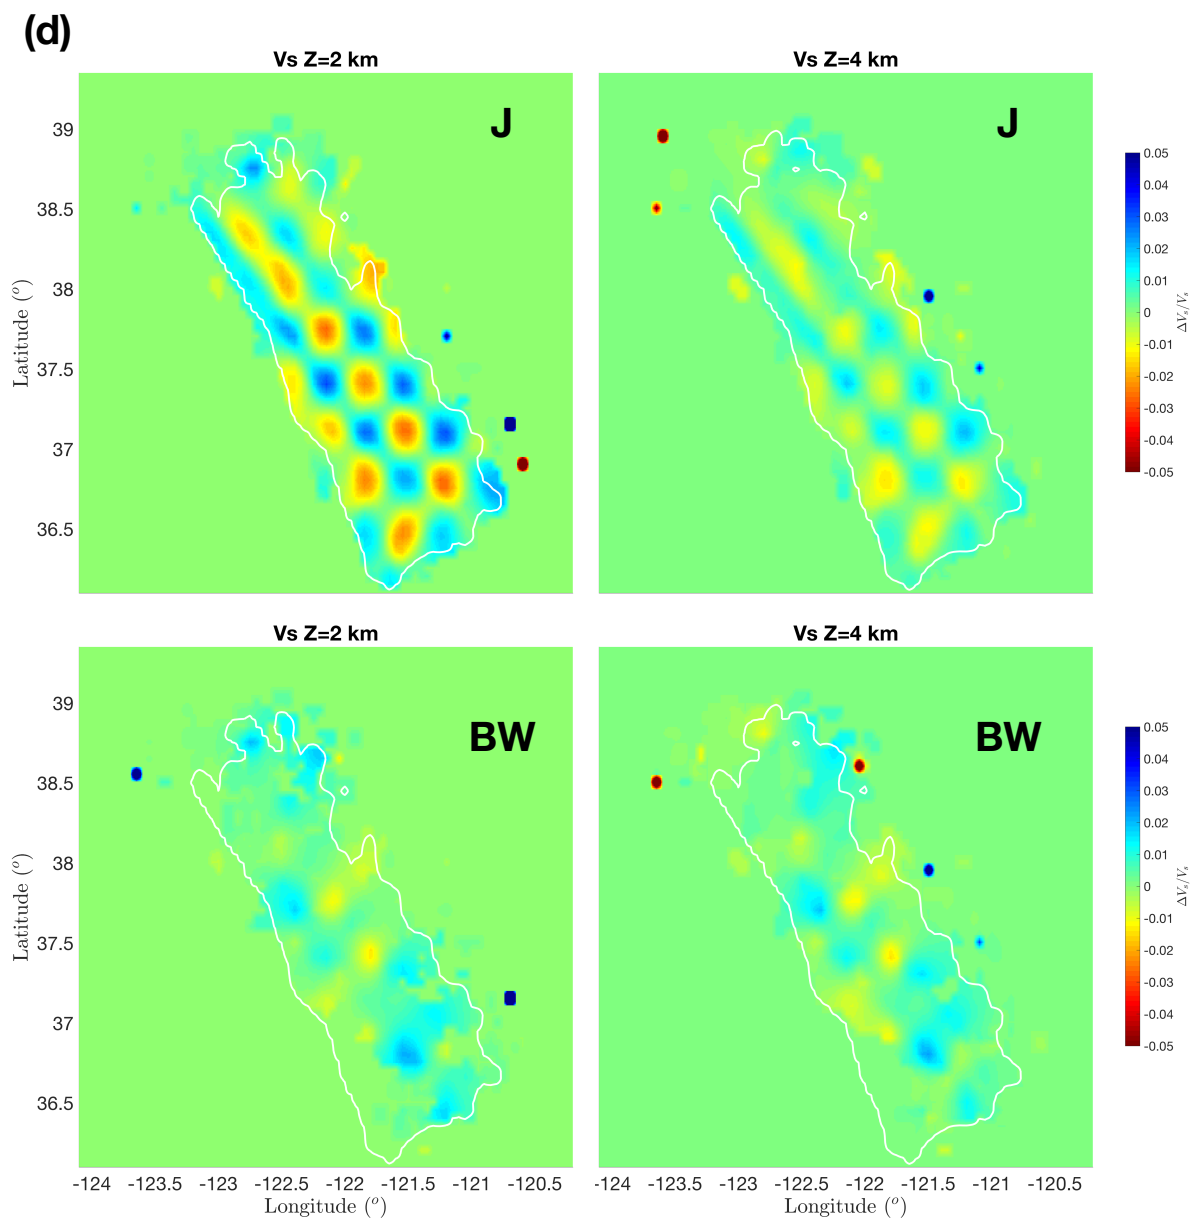 (d)
Vs Z=2 km
Vs Z=4 km
J
J
39
38.5
38
37.5
37
36.5
Latitude (°)
0.05
0.04
0.03
0.02
0.01
0
-0.01
-0.02
-0.03
-0.04
-0.05
ΔVs/Vs
Vs Z=2 km
Vs Z=4 km
BW
BW
39
38.5
38
37.5
37
36.5
Latitude (°)
0.05
0.04
0.03
0.02
0.01
0
-0.01
-0.02
-0.03
-0.04
-0.05
ΔVs/Vs
-124 -123.5 -123 -122.5 -122 -121.5 -121 -120.5
-124 -123.5 -123 -122.5 -122 -121.5 -121 -120.5
Longitude (°)
Longitude (°)